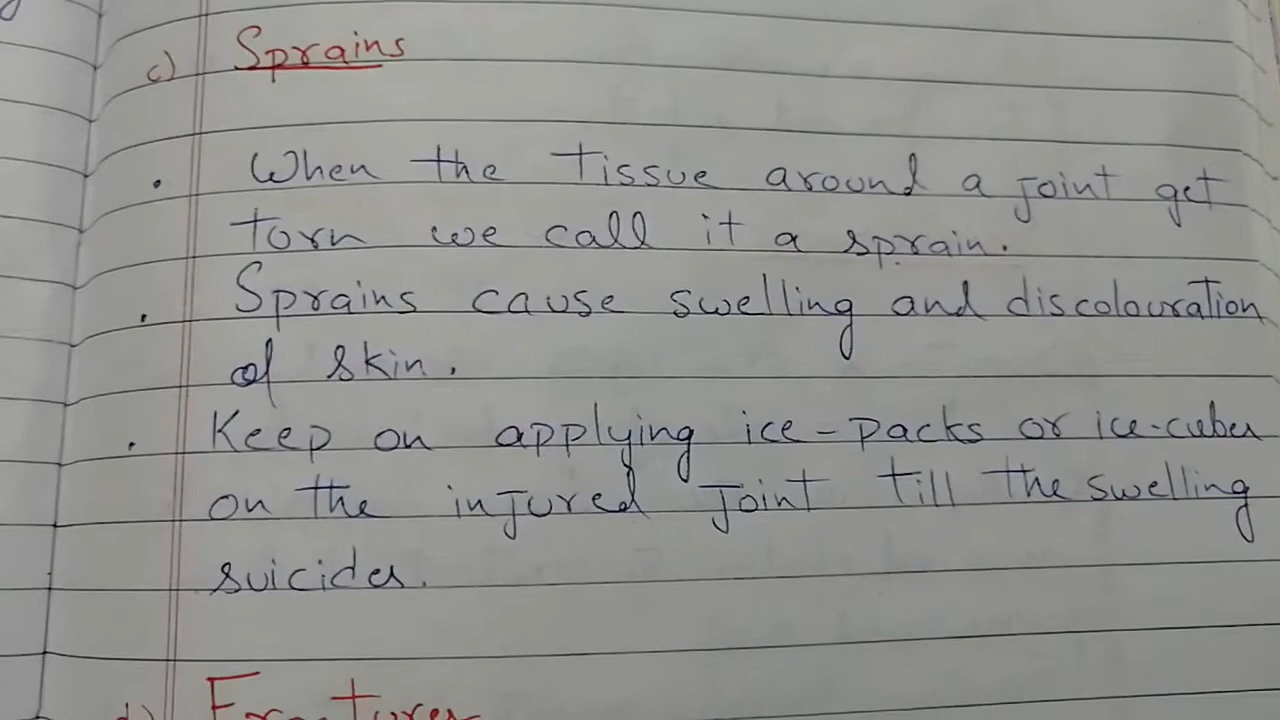 c) Sprains
. When the tissue around a joint get
torn we call it a sprain.
. Sprains cause swelling and discolouration
of skin.
. Keep on applying ice-packs or ice-cubes
on the injured joint till the swelling
suicides.
d) Fractures